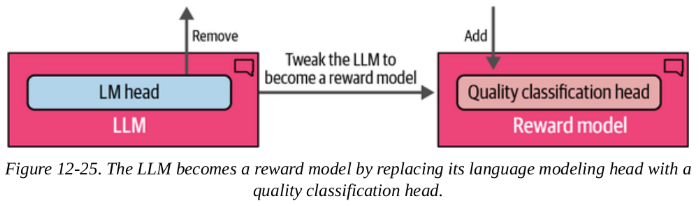 Remove
Add
Tweak the LLM to
become a reward model
LM head
Quality classification head
LLM
Reward model
Figure 12-25. The LLM becomes a reward model by replacing its language modeling head with a
quality classification head.